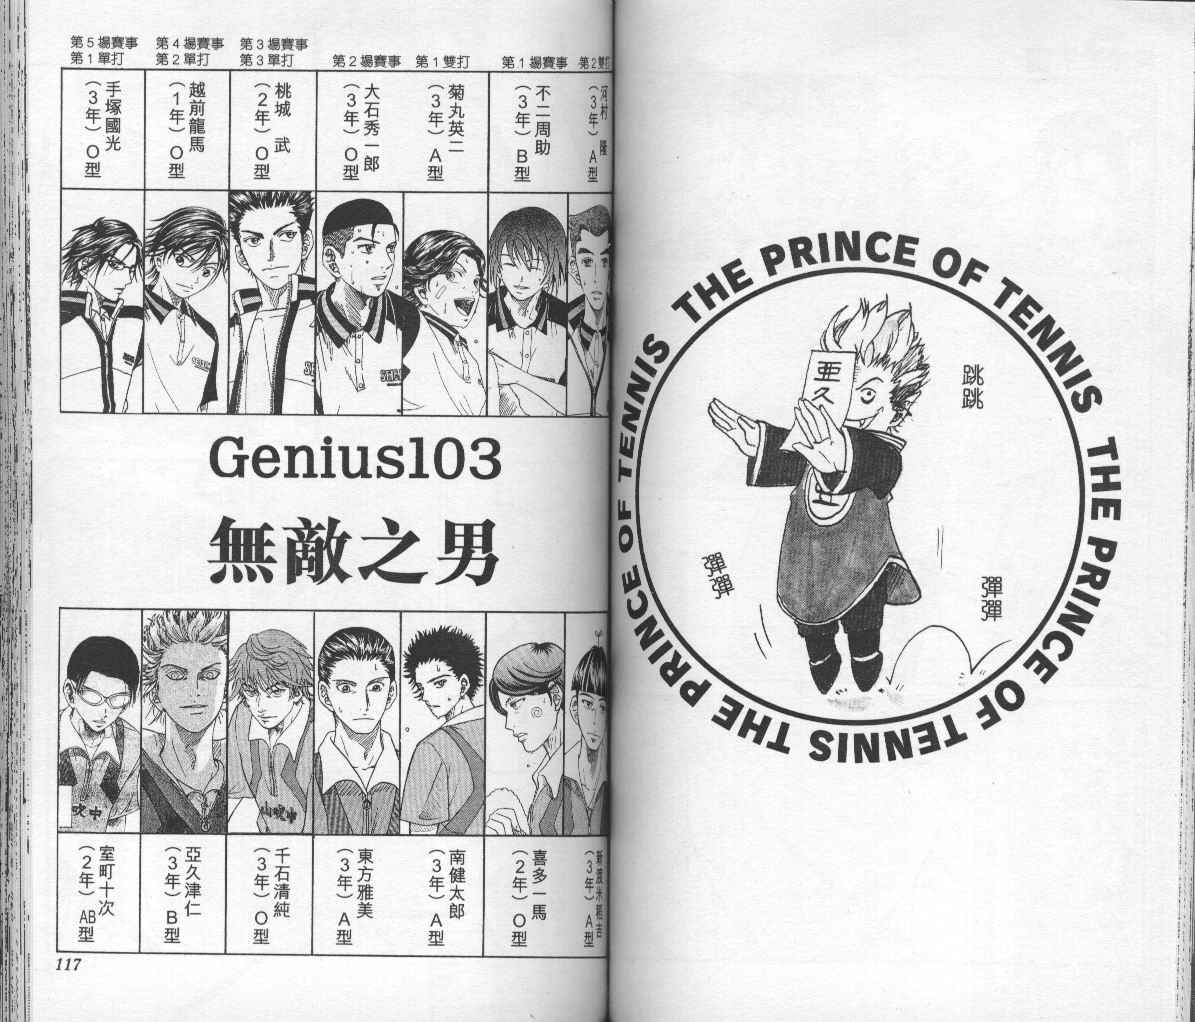 第5場賽事
第1單打
第4場賽事
第2單打
第3場賽事
第3單打
第2場賽事 第1雙打
第1場賽事 第2雙打
手塚國光
(3年) O型
越前龍馬
(1年) O型
桃城 武
(2年) O型
大石秀一郎
(3年) O型
菊丸英二
(3年) A型
不二周助
(3年) B型
河村 隆
(3年) A型
Genius103
無敵之男
吹中
山吹中
室町十次
(2年) AB型
亞久津仁
(3年) B型
千石清純
(3年) O型
東方雅美
(3年) A型
南健太郎
(3年) A型
喜多一馬
(2年) O型
(3年) A型
117
THE PRINCE OF TENNIS THE PRINCE OF TENNIS THE PRINCE OF TENNIS
亜久
跳跳
彈彈
彈彈